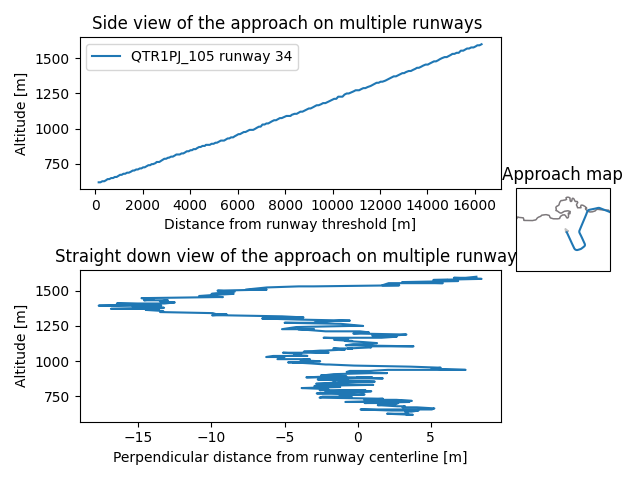 Side view of the approach on multiple runways
Altitude [m]
1500
1250
1000
750
QTR1PJ_105 runway 34
0 2000 4000 6000 8000 10000 12000 14000 16000
Distance from runway threshold [m]
Approach map
Straight down view of the approach on multiple runway
Altitude [m]
1500
1250
1000
750
−15 −10 −5 0 5
Perpendicular distance from runway centerline [m]